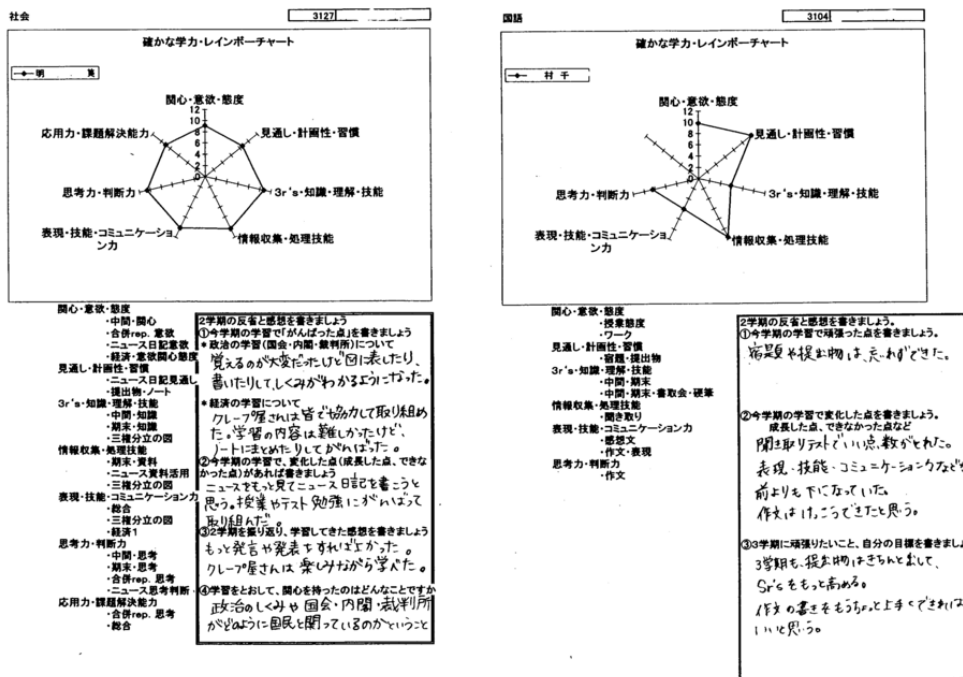 社会
3127
確かな学力・レインボーチャート
明
関心・意欲・態度
12
10
8
6
4
2
0
見通し・計画性・習慣
3r's・知識・理解・技能
情報収集・処理技能
表現・技能・コミュニケーション力
思考力・判断力
応用力・課題解決能力
関心・意欲・態度
・中間・関心
・合併rep. 意欲
・ニュース日記意欲
・経済・意欲関心態度
見通し・計画性・習慣
・ニュース日記見通し
・提出物・ノート
3r's・知識・理解・技能
・中間・知識
・期末・知識
・三権分立の図
情報収集・処理技能
・期末・資料
・ニュース資料活用
・三権分立の図
表現・技能・コミュニケーション力
・総合
・三権分立の図
・経済1
思考力・判断力
・中間・思考
・期末・思考
・合併rep. 思考
・ニュース思考判断
応用力・課題解決能力
・合併rep. 思考
・総合
2学期の反省と感想を書きましょう
①今学期の学習で「がんばった点」を書きましょう
＊政治の学習(国会・内閣・裁判所)について
覚えるのが大変だったけど図に表したり、
書いたりして、しくみがわかるようになった。
＊経済の学習について
クレープ屋さんは皆で協力して取り組め
た。学習の内容は難しかったけど、
ノートにまとめたりしてがんばった。
②今学期の学習で、変化した点(成長した点、できな
かった点)があれば書きましょう
ニュースをもっと見てニュース日記を書こうと
思う。授業やテスト勉強にがんばって
取り組んだ。
③2学期を振り返り、学習してきた感想を書きましょう
もっと発言や発表をすればよかった。
クレープ屋さんは楽しみながら学べた。
④学習をとおして、関心を持ったのはどんなことですか
政治のしくみや国会・内閣・裁判所
がどのように国民と関っているのかということ
国語
3104
確かな学力・レインボーチャート
村 千
関心・意欲・態度
12
10
8
6
4
2
0
見通し・計画性・習慣
3r's・知識・理解・技能
情報収集・処理技能
表現・技能・コミュニケーション力
思考力・判断力
関心・意欲・態度
・授業態度
・ワーク
見通し・計画性・習慣
・宿題・提出物
3r's・知識・理解・技能
・中間・期末
・中間・期末・書取会・硬筆
情報収集・処理技能
・聞き取り
表現・技能・コミュニケーション力
・感想文
・作文・表現
思考力・判断力
・作文
2学期の反省と感想を書きましょう。
①今学期の学習で頑張った点を書きましょう。
宿題や提出物は、忘れずできた。
②今学期の学習で変化した点を書きましょう。
成長した点、できなかった点など
聞き取りテストでいい点数がとれた。
表現・技能・コミュニケーションなどが
前よりも下になっていた。
作文はけっこうできたと思う。
③3学期に頑張りたいこと、自分の目標を書きましょ
3学期も、提出物はきちんと出して、
3r'sをもっと高める。
作文の書きをもうちょっと上手くできれば
いいと思う。